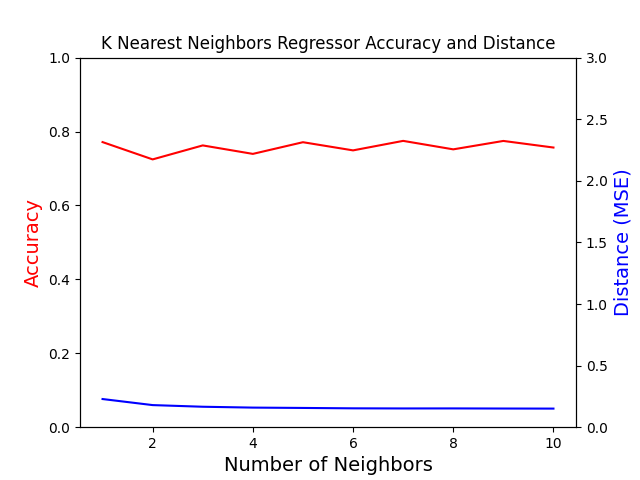 K Nearest Neighbors Regressor Accuracy and Distance
1.0
0.8
0.6
0.4
0.2
0.0
Accuracy
3.0
2.5
2.0
1.5
1.0
0.5
0.0
Distance (MSE)
2 4 6 8 10
Number of Neighbors